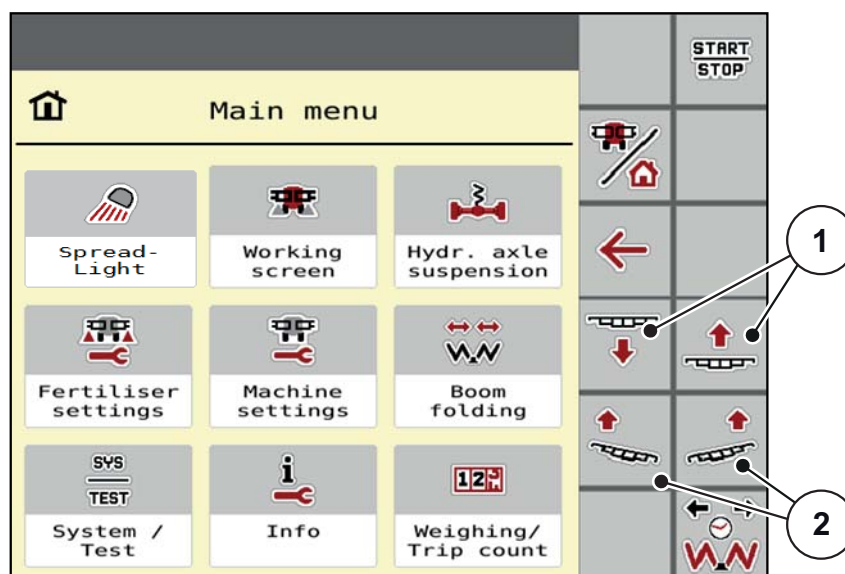 START
STOP
Main menu
Spread-
Light
Working
screen
Hydr. axle
suspension
1
Fertiliser
settings
Machine
settings
Boom
folding
SYS
TEST
i
System /
Test
Info
Weighing/
Trip count
2